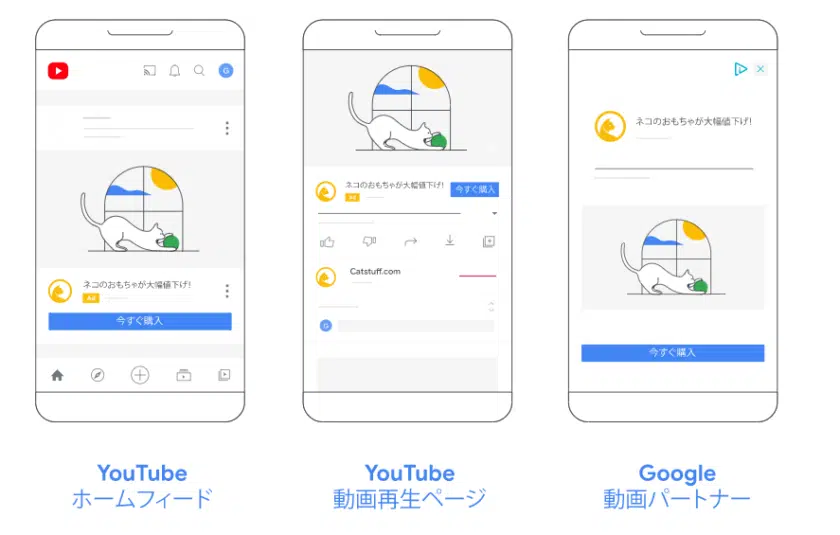 G
ネコのおもちゃが大幅値下げ!
Ad
今すぐ購入
ネコのおもちゃが大幅値下げ!
Ad
今すぐ購入
Catstuff.com
G
ネコのおもちゃが大幅値下げ!
今すぐ購入
YouTube
ホームフィード
YouTube
動画再生ページ
Google
動画パートナー